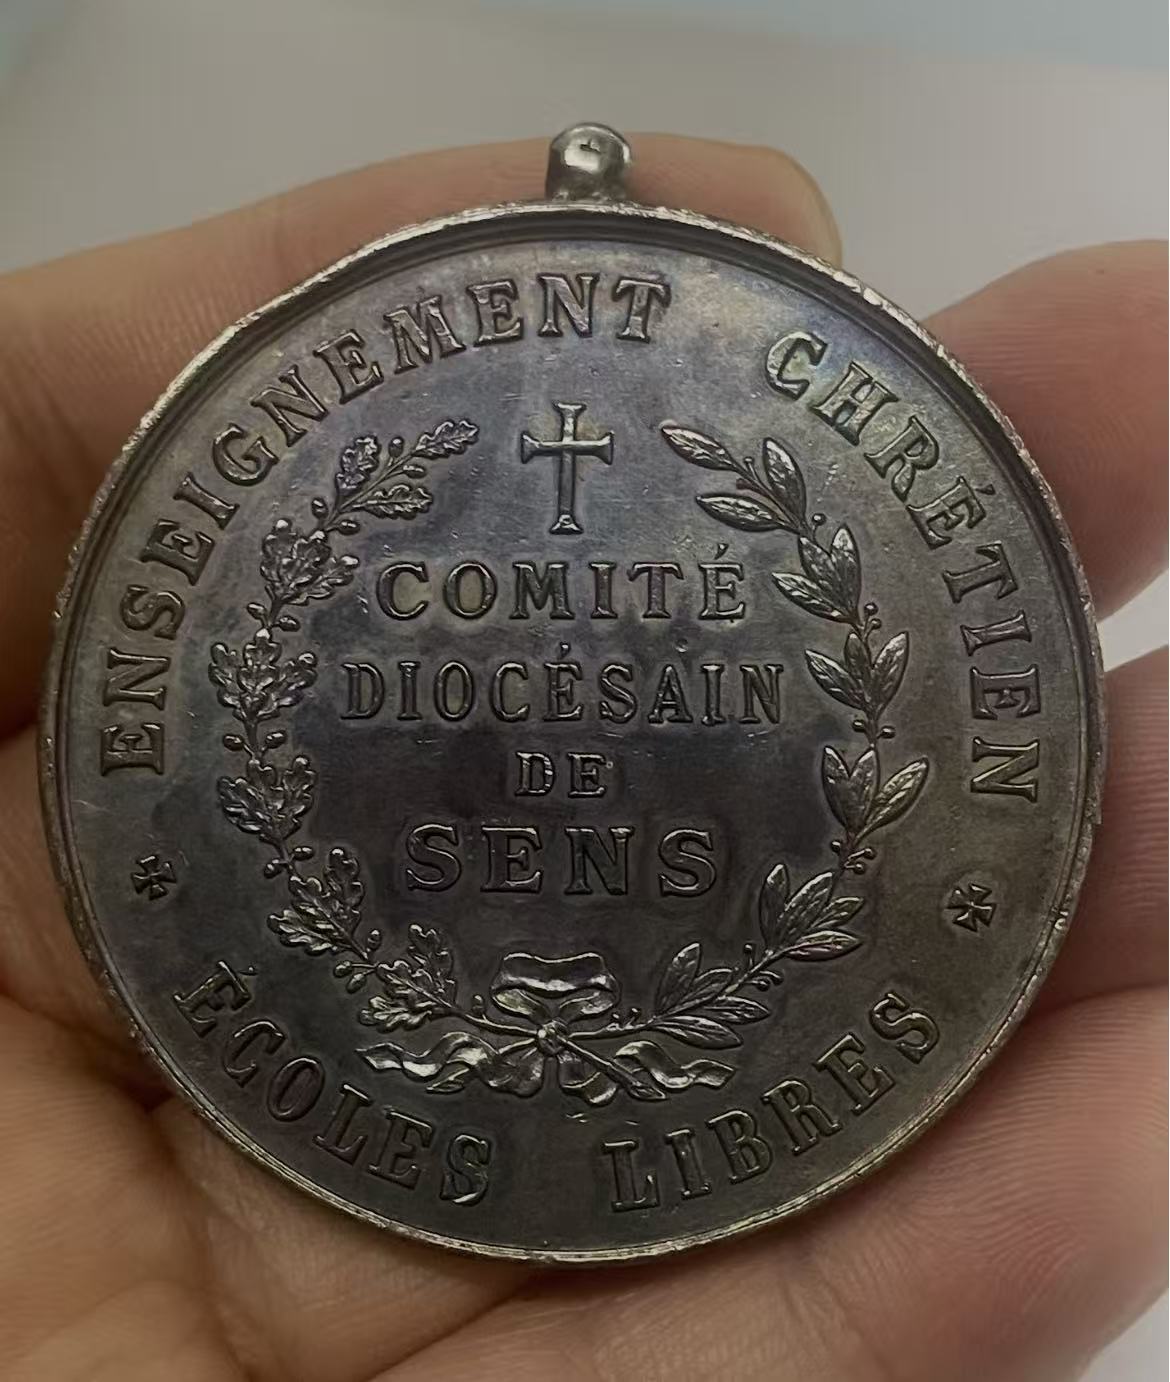 ENSEIGNEMENT CHRÉTIEN
COMITÉ
DIOCÉSAIN
DE
SENS
ÉCOLES LIBRES